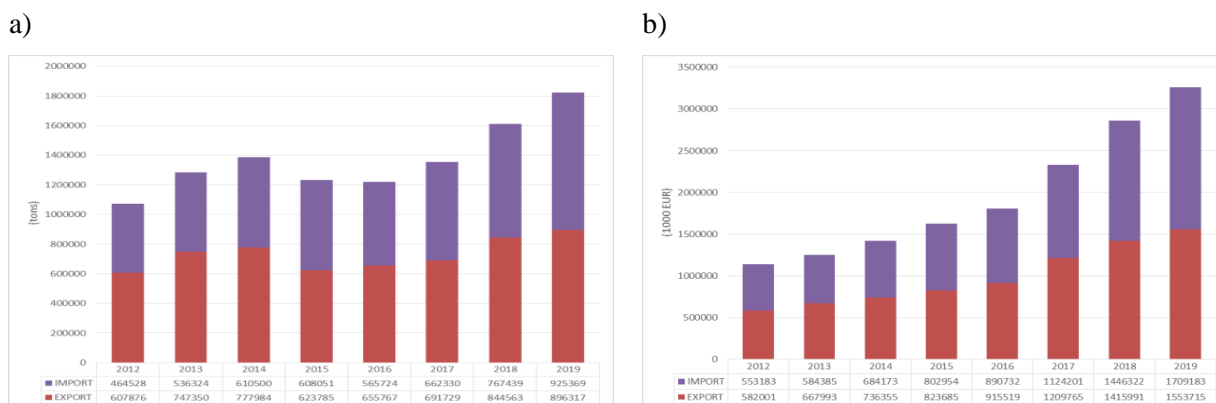 a)
b)
(tons)
2000000
1800000
1600000
1400000
1200000
1000000
800000
600000
400000
200000
0
2012 2013 2014 2015 2016 2017 2018 2019
IMPORT 464528 536324 610500 608051 565724 662330 767439 925369
EXPORT 607876 747350 777984 623785 655767 691729 844563 896317
(1000 EUR)
3500000
3000000
2500000
2000000
1500000
1000000
500000
0
2012 2013 2014 2015 2016 2017 2018 2019
IMPORT 553183 584385 684173 802954 890732 1124201 1446322 1709183
EXPORT 582001 667993 736355 823685 915519 1209765 1415991 1553715